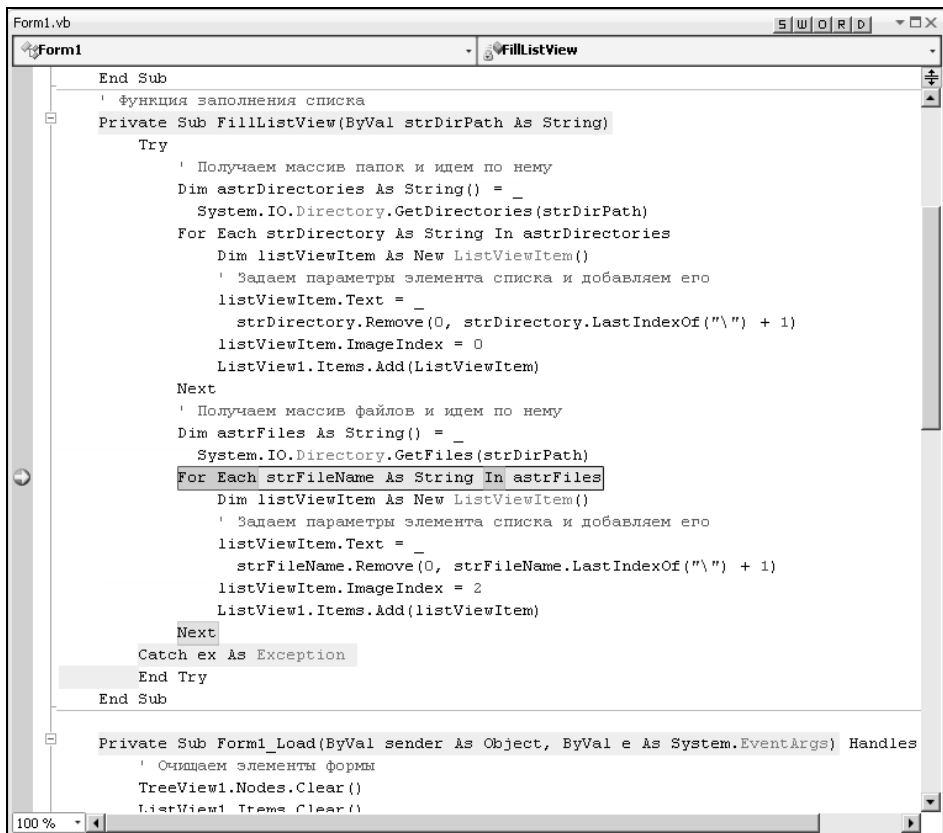 Form1.vb
S W O R D
Form1
FillListView
End Sub
' Функция заполнения списка
Private Sub FillListView(ByVal strDirPath As String)
Try
' Получаем массив папок и идем по нему
Dim astrDirectories As String() = _
System.IO.Directory.GetDirectories(strDirPath)
For Each strDirectory As String In astrDirectories
Dim listViewItem As New ListViewItem()
' Задаем параметры элемента списка и добавляем его
listViewItem.Text = _
strDirectory.Remove(0, strDirectory.LastIndexOf("\") + 1)
listViewItem.ImageIndex = 0
ListView1.Items.Add(ListViewItem)
Next
' Получаем массив файлов и идем по нему
Dim astrFiles As String() = _
System.IO.Directory.GetFiles(strDirPath)
For Each strFileName As String In astrFiles
Dim listViewItem As New ListViewItem()
' Задаем параметры элемента списка и добавляем его
listViewItem.Text = _
strFileName.Remove(0, strFileName.LastIndexOf("\") + 1)
listViewItem.ImageIndex = 2
ListView1.Items.Add(listViewItem)
Next
Catch ex As Exception
End Try
End Sub
Private Sub Form1_Load(ByVal sender As Object, ByVal e As System.EventArgs) Handles
' Очищаем элементы формы
TreeView1.Nodes.Clear()
ListView1.Items.Clear()
100 %